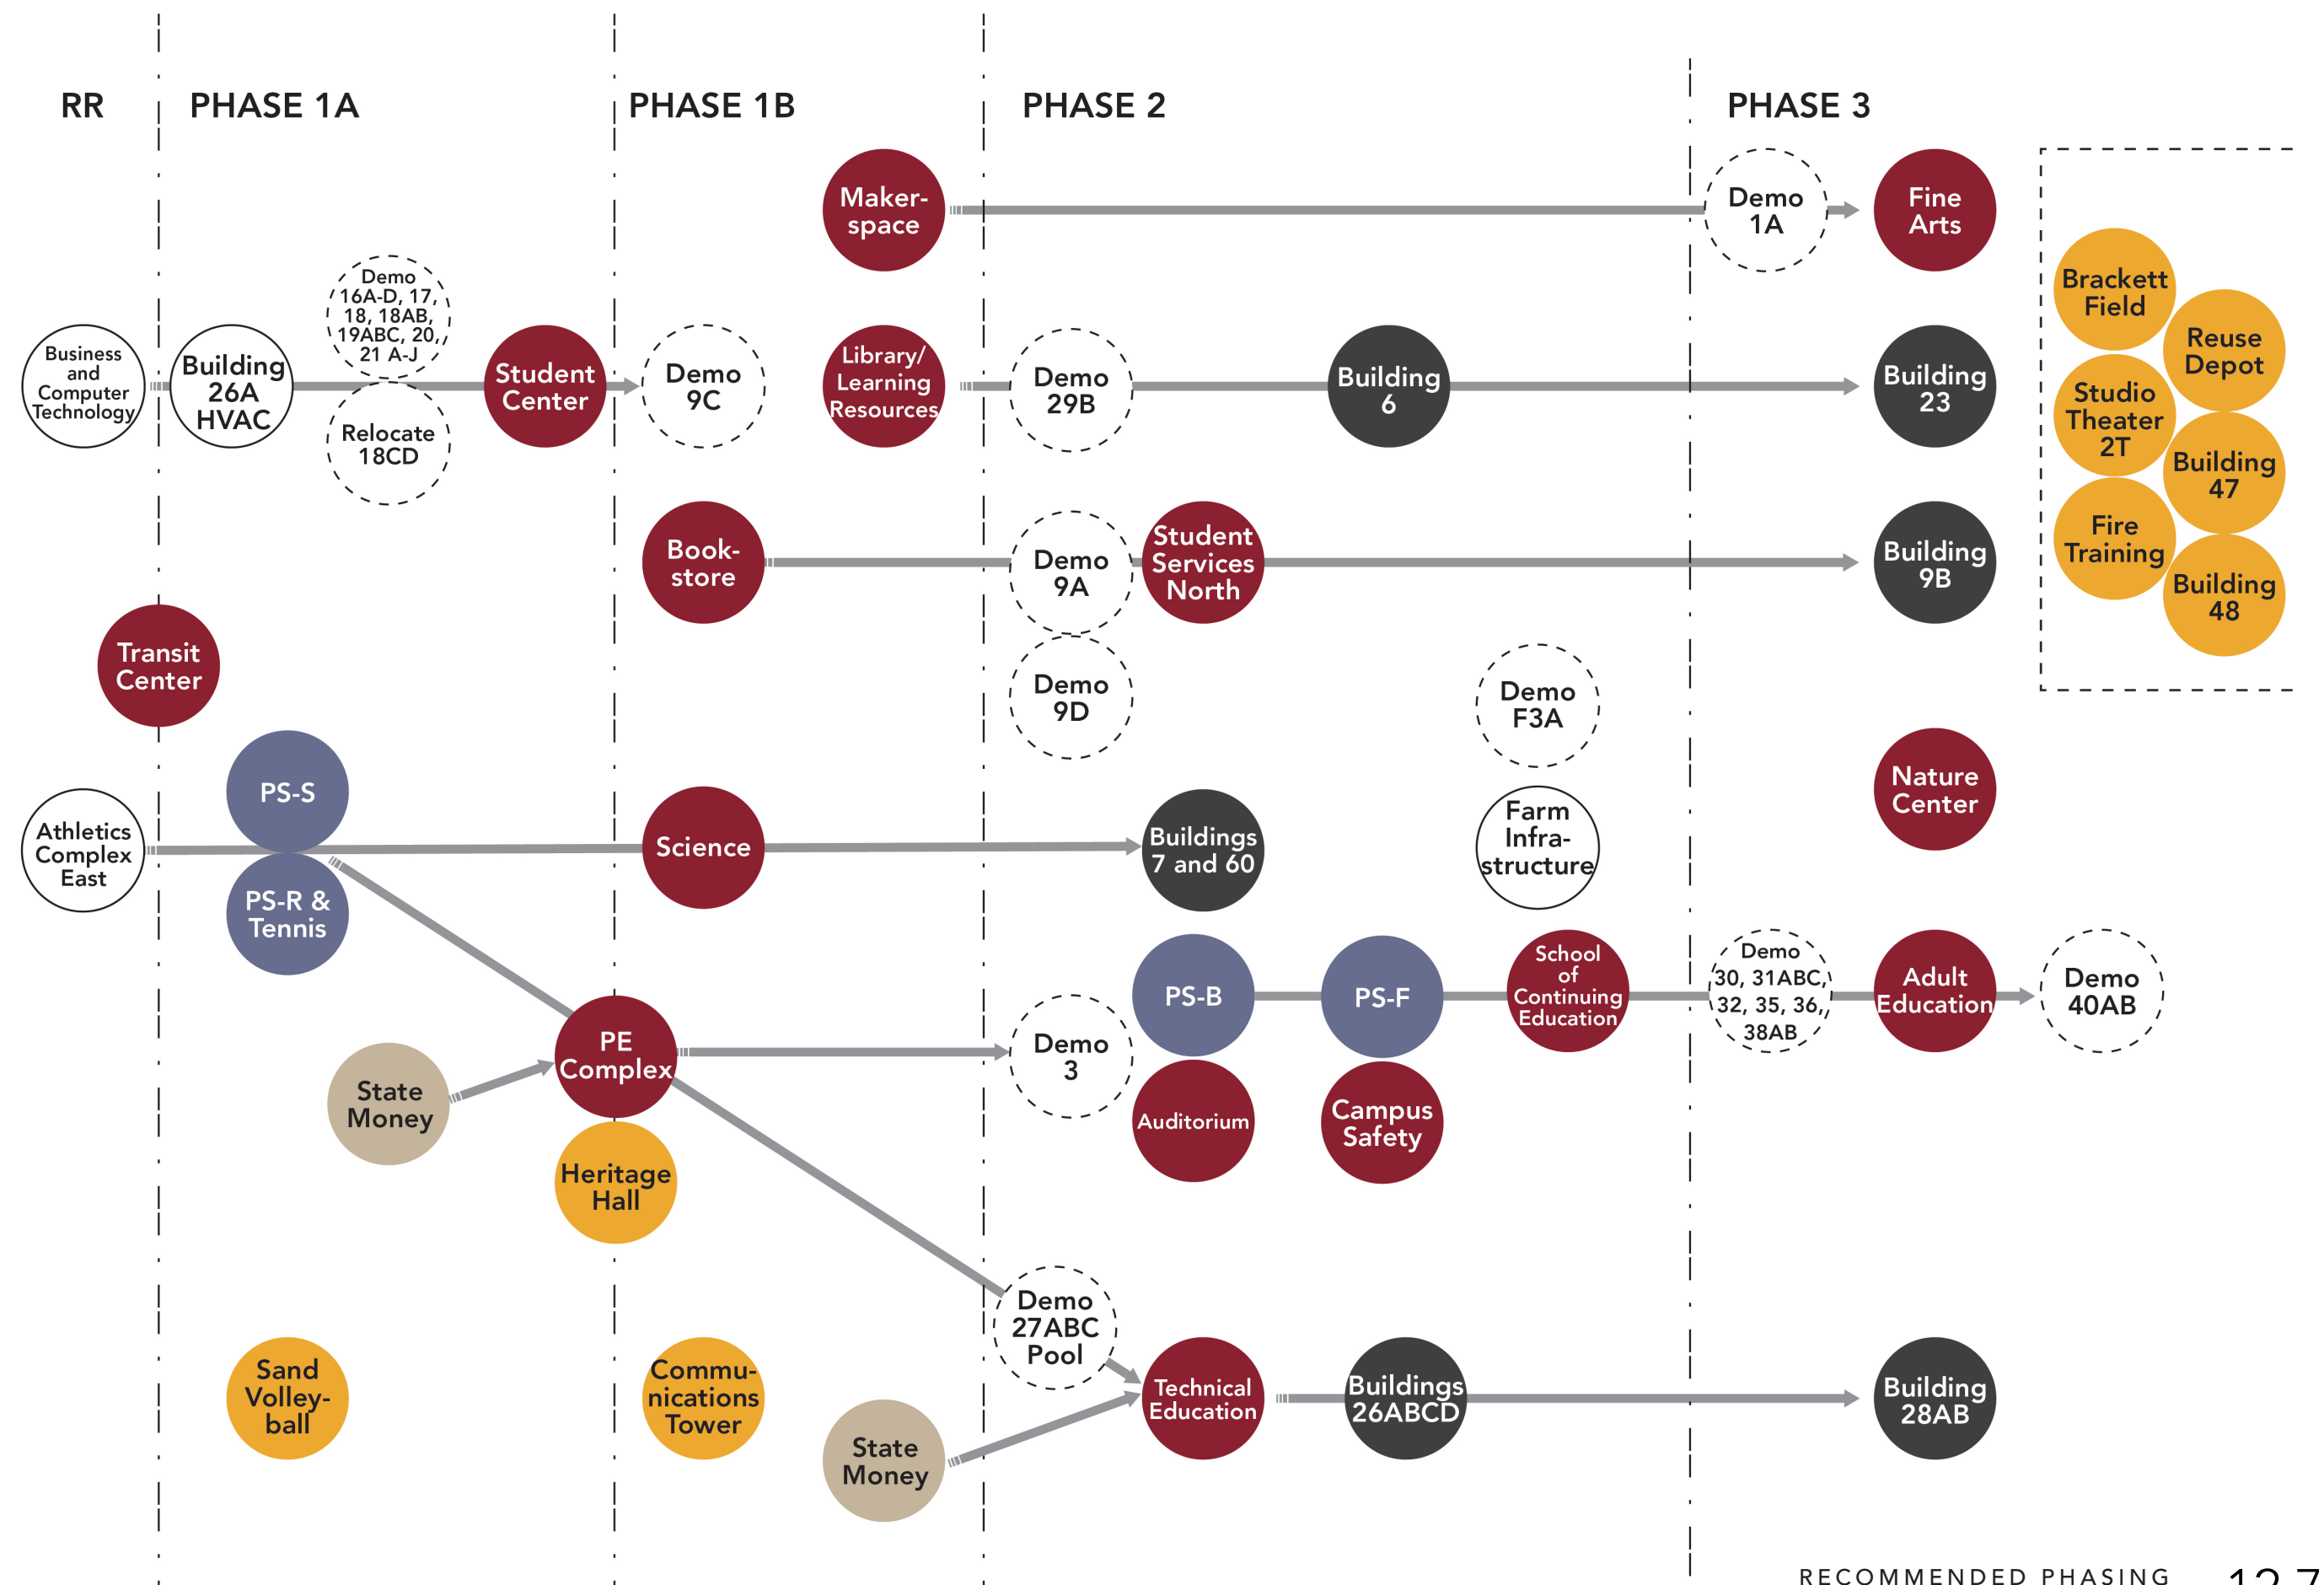 RR
PHASE 1A
PHASE 1B
PHASE 2
PHASE 3
Maker-
space
Demo
1A
Fine
Arts
Brackett
Field
Reuse
Depot
Studio
Theater
2T
Building
47
Fire
Training
Building
48
Business
and
Computer
Technology
Building
26A
HVAC
Demo
16A-D, 17,
18, 18AB,
19ABC, 20,
21 A-J
Relocate
18CD
Student
Center
Demo
9C
Library/
Learning
Resources
Demo
29B
Building
6
Building
23
Book-
store
Demo
9A
Student
Services
North
Building
9B
Transit
Center
Demo
9D
Demo
F3A
PS-S
Nature
Center
Athletics
Complex
East
Science
Buildings
7 and 60
Farm
Infra-
structure
PS-R &
Tennis
PS-B
PS-F
School
of
Continuing
Education
Demo
30, 31ABC,
32, 35, 36,
38AB
Adult
Education
Demo
40AB
State
Money
PE
Complex
Demo
3
Auditorium
Campus
Safety
Heritage
Hall
Demo
27ABC
Pool
Sand
Volley-
ball
Commu-
nications
Tower
State
Money
Technical
Education
Buildings
26ABCD
Building
28AB
RECOMMENDED PHASING 12.7